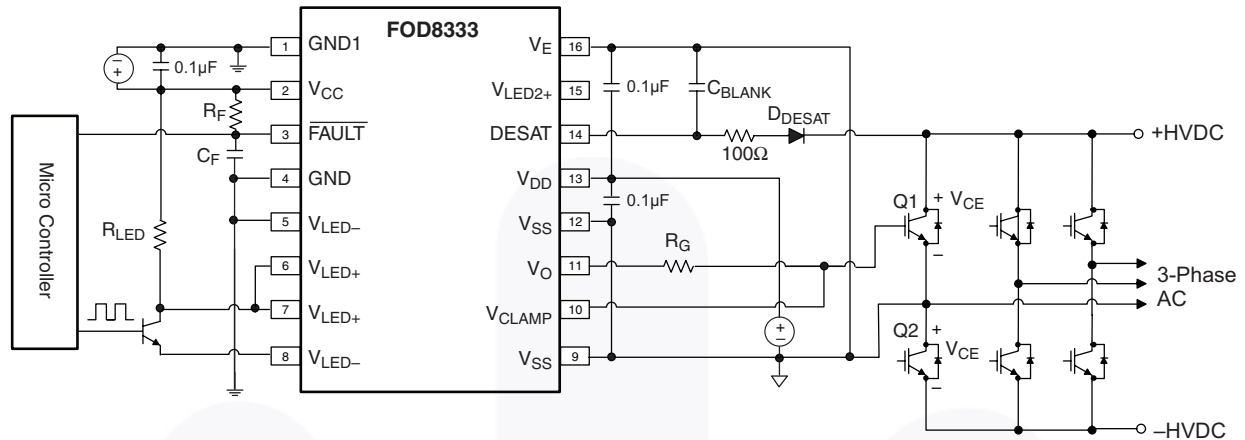 FOD8333
1 GND1
2 VCC
3 FAULT
4 GND
5 VLED–
6 VLED+
7 VLED+
8 VLED–
VE 16
VLED2+ 15
DESAT 14
VDD 13
VSS 12
VO 11
VCLAMP 10
VSS 9
Micro Controller
– +
0.1µF
RF
CF
RLED
0.1µF
CBLANK
DDESAT
100Ω
0.1µF
RG
+
–
+HVDC
Q1 + VCE
–
3-Phase
AC
Q2 +
VCE
–
–HVDC